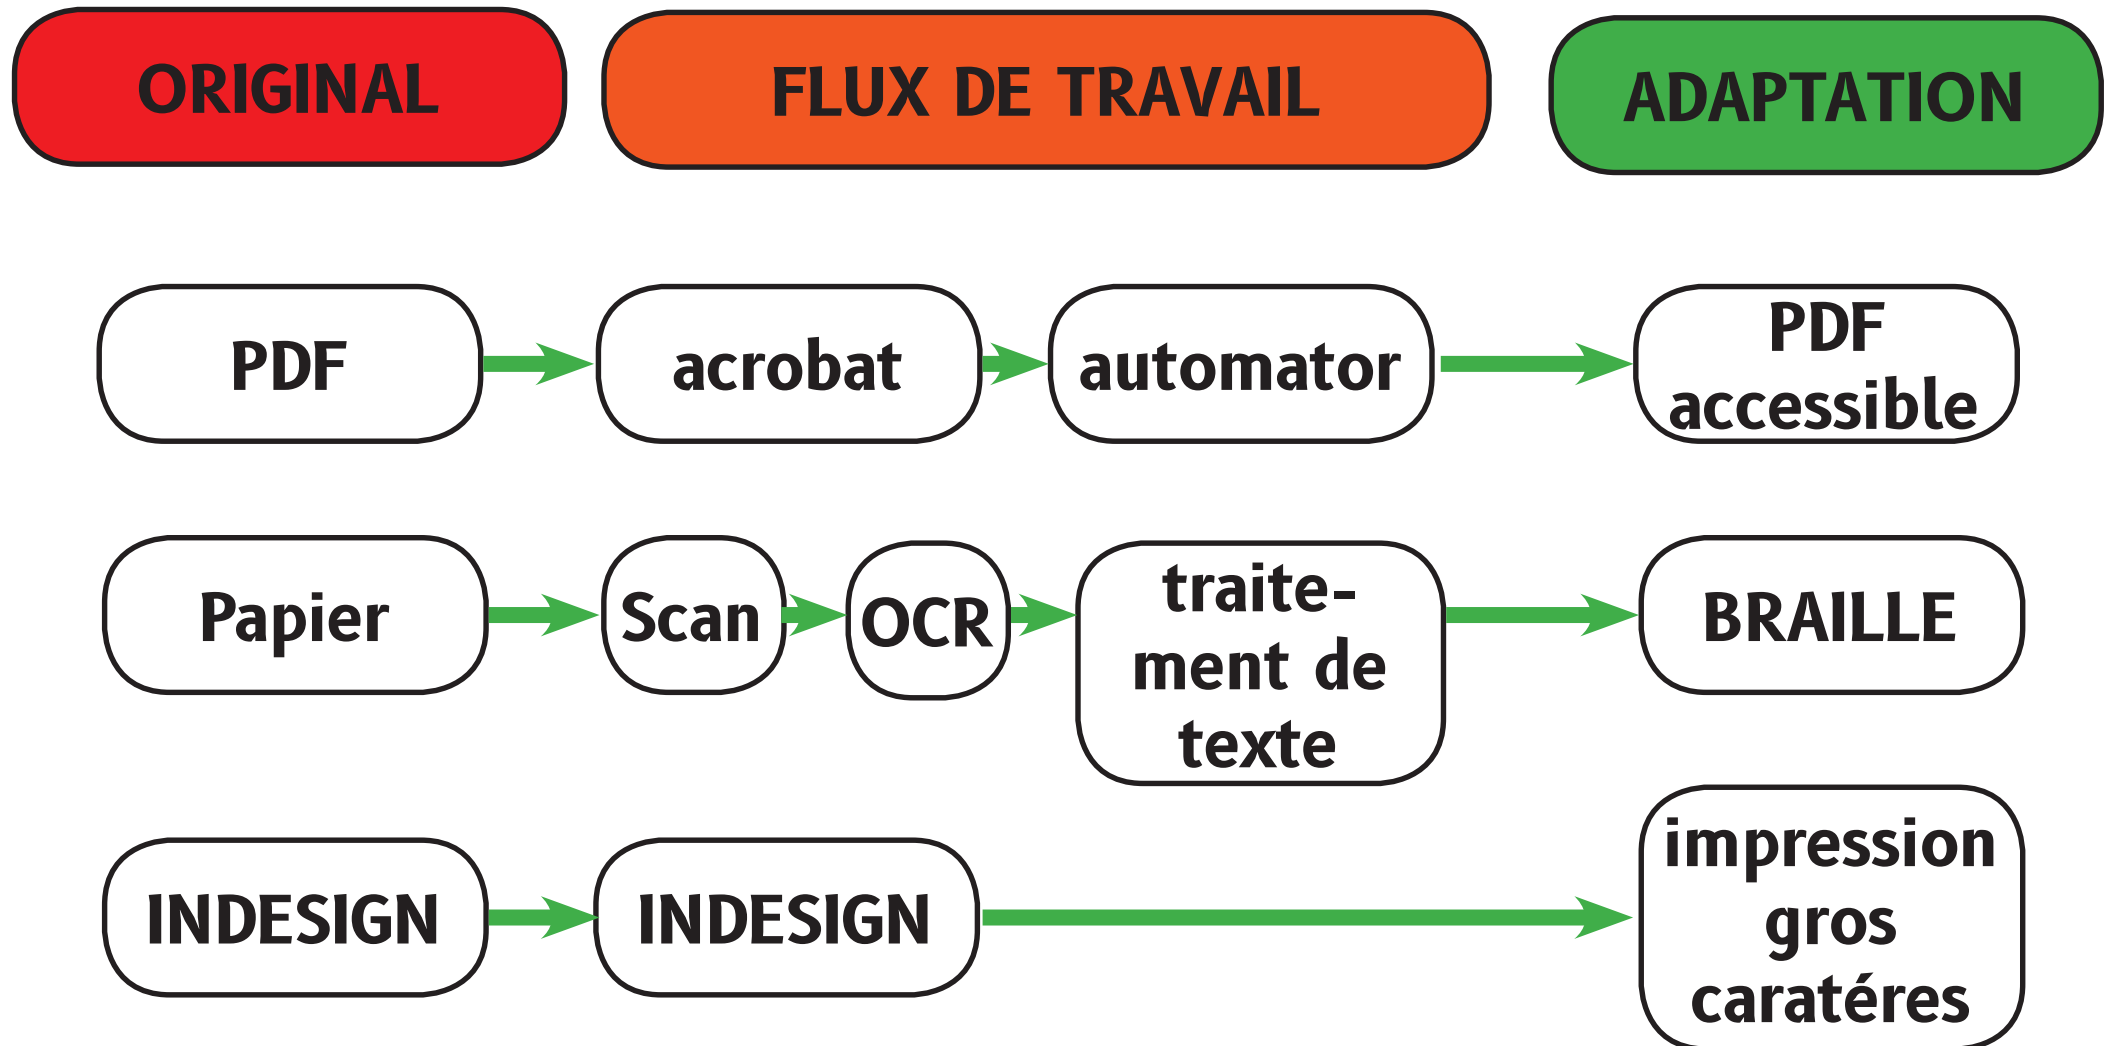 ORIGINAL
FLUX DE TRAVAIL
ADAPTATION
PDF
acrobat
automator
PDF
accessible
Papier
Scan
OCR
traite-
ment de
texte
BRAILLE
INDESIGN
INDESIGN
impression
gros
caratéres